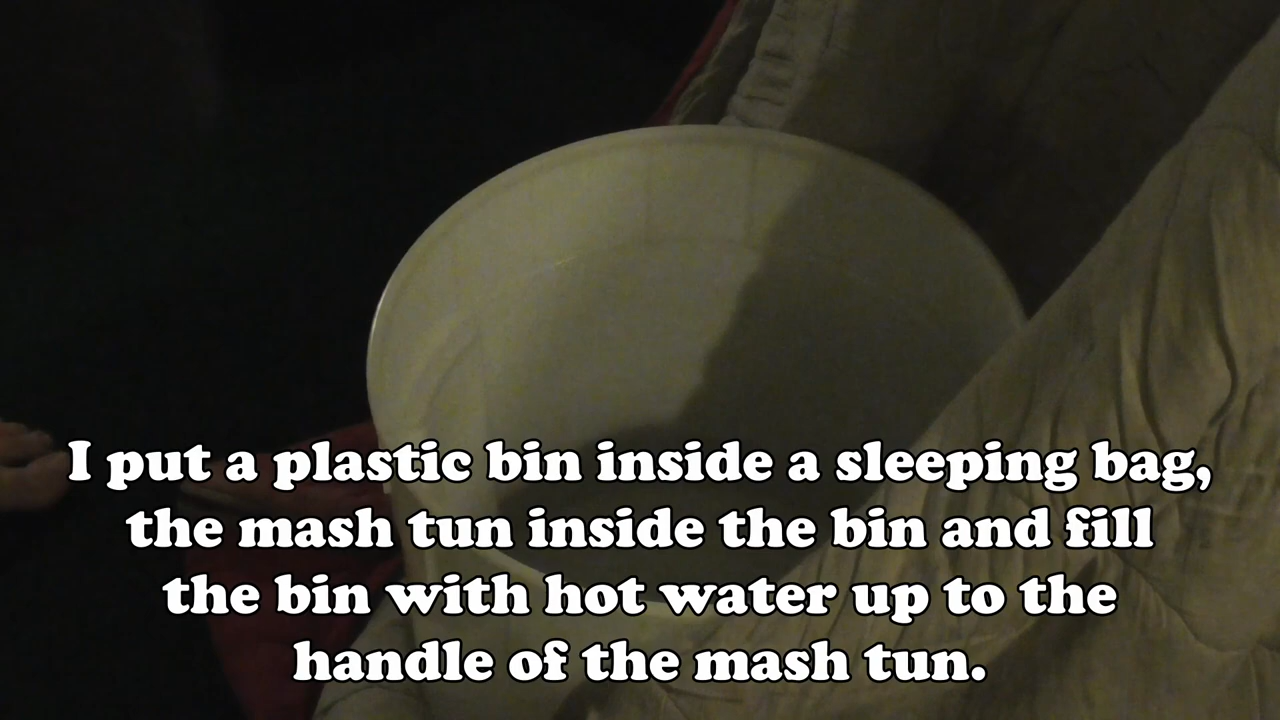 I put a plastic bin inside a sleeping bag,
the mash tun inside the bin and fill
the bin with hot water up to the
handle of the mash tun.